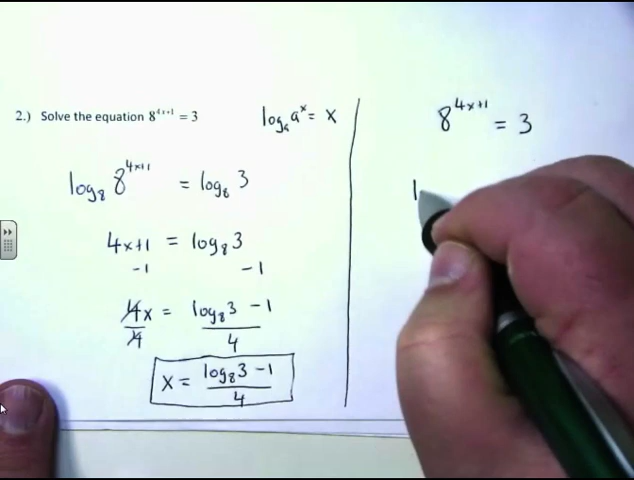 2.) Solve the equation 8^{4x+1} = 3
log_a a^x = x
log_8 8^{4x+1} = log_8 3
4x+1 = log_8 3
-1 -1
4x/4 = (log_8 3 - 1)/4
x = (log_8 3 - 1)/4
8^{4x+1} = 3
l